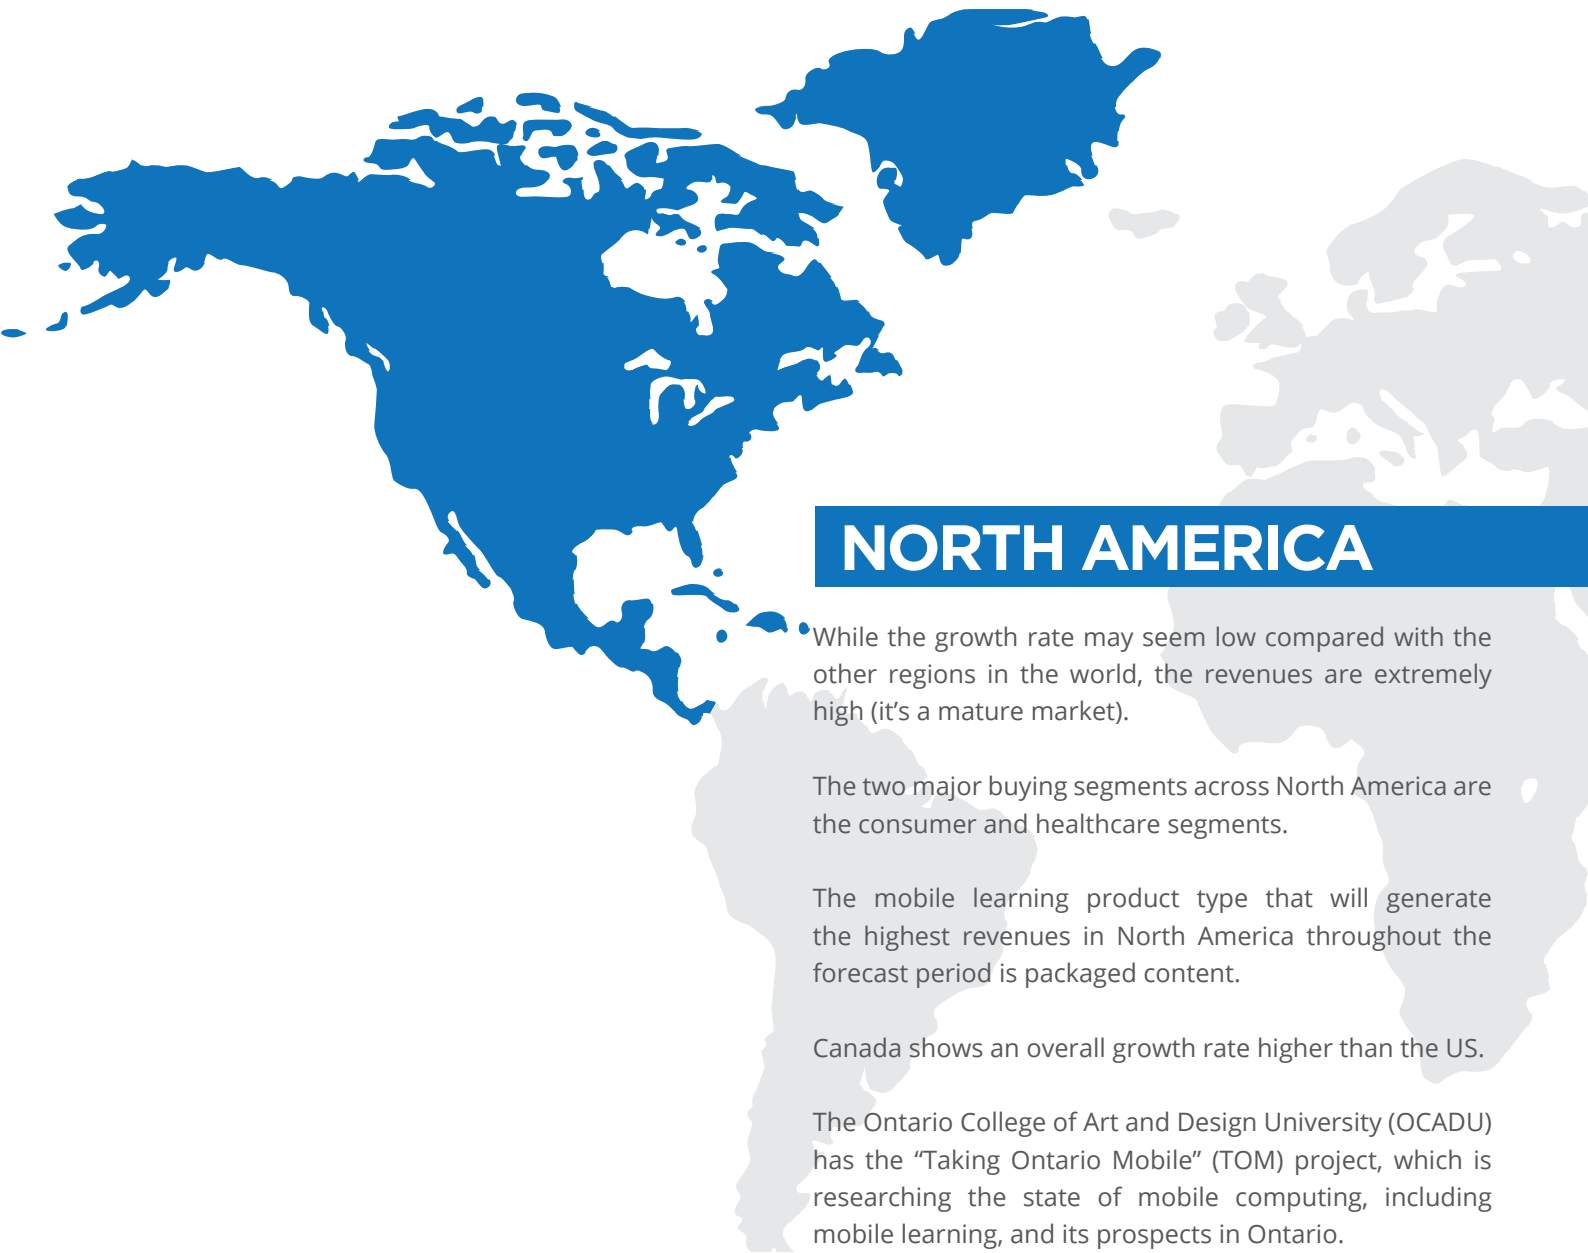 NORTH AMERICA
While the growth rate may seem low compared with the
other regions in the world, the revenues are extremely
high (it’s a mature market).
The two major buying segments across North America are
the consumer and healthcare segments.
The mobile learning product type that will generate
the highest revenues in North America throughout the
forecast period is packaged content.
Canada shows an overall growth rate higher than the US.
The Ontario College of Art and Design University (OCADU)
has the “Taking Ontario Mobile” (TOM) project, which is
researching the state of mobile computing, including
mobile learning, and its prospects in Ontario.